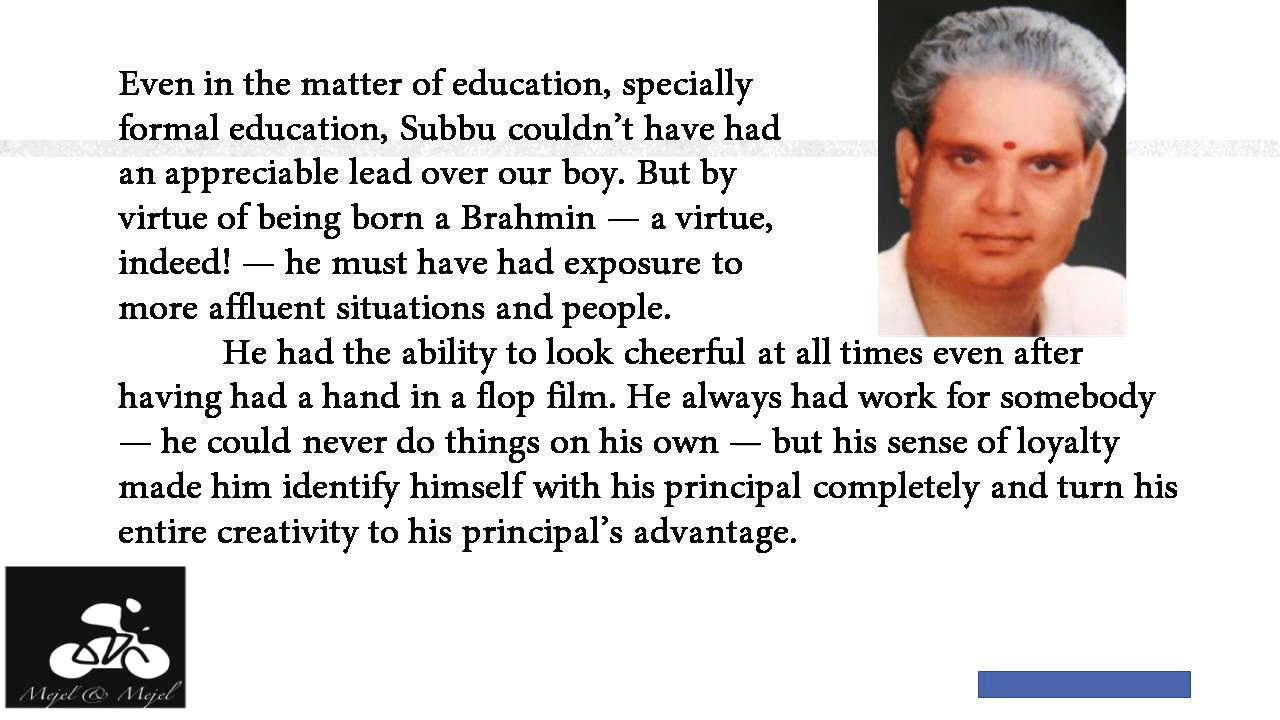 Even in the matter of education, specially
formal education, Subbu couldn’t have had
an appreciable lead over our boy. But by
virtue of being born a Brahmin — a virtue,
indeed! — he must have had exposure to
more affluent situations and people.
He had the ability to look cheerful at all times even after
having had a hand in a flop film. He always had work for somebody
— he could never do things on his own — but his sense of loyalty
made him identify himself with his principal completely and turn his
entire creativity to his principal’s advantage.
Mejel & Mejel